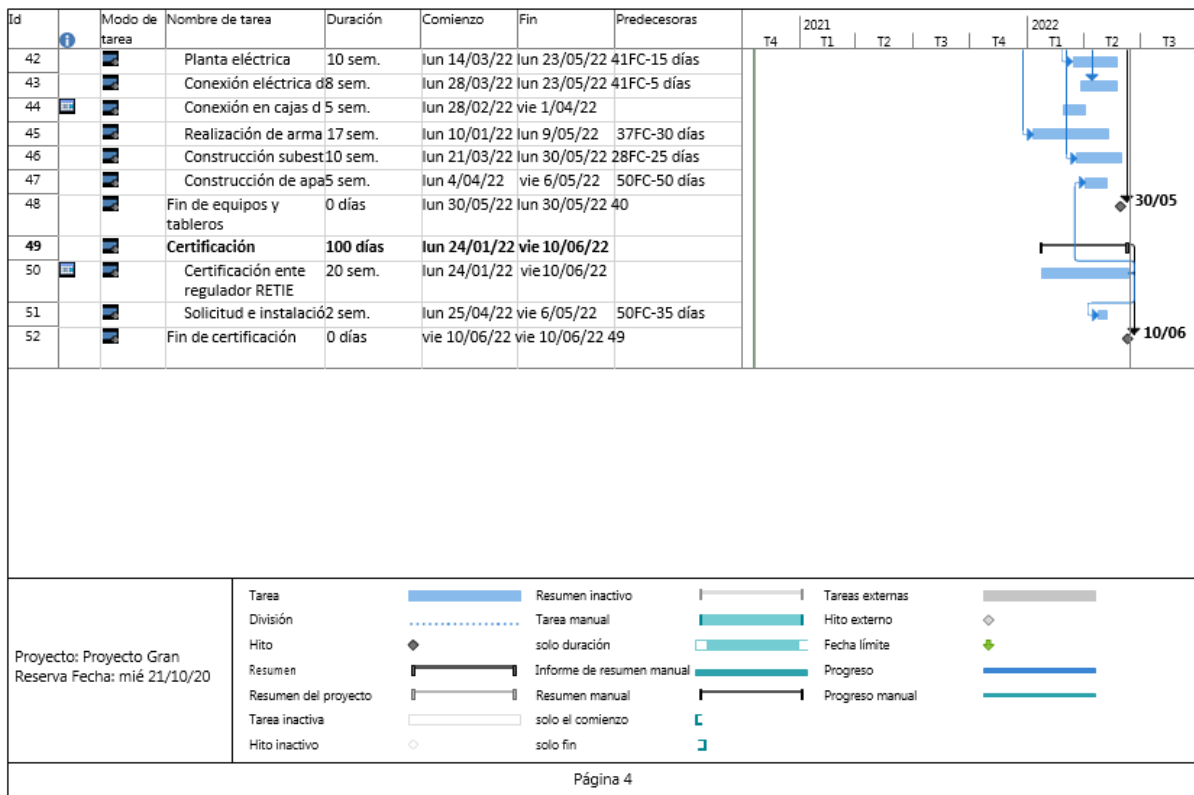 Id Modo de tarea Nombre de tarea Duración Comienzo Fin Predecesoras 2021 2022
T4 T1 T2 T3 T4 T1 T2 T3
42 Planta eléctrica 10 sem. lun 14/03/22 lun 23/05/22 41FC-15 días
43 Conexión eléctrica d 8 sem. lun 28/03/22 lun 23/05/22 41FC-5 días
44 Conexión en cajas d 5 sem. lun 28/02/22 vie 1/04/22
45 Realización de arma 17 sem. lun 10/01/22 lun 9/05/22 37FC-30 días
46 Construcción subest 10 sem. lun 21/03/22 lun 30/05/22 28FC-25 días
47 Construcción de apa 5 sem. lun 4/04/22 vie 6/05/22 50FC-50 días
48 Fin de equipos y tableros 0 días lun 30/05/22 lun 30/05/22 40 30/05
49 Certificación 100 días lun 24/01/22 vie 10/06/22
50 Certificación ente regulador RETIE 20 sem. lun 24/01/22 vie 10/06/22
51 Solicitud e instalació 2 sem. lun 25/04/22 vie 6/05/22 50FC-35 días
52 Fin de certificación 0 días vie 10/06/22 vie 10/06/22 49 10/06
Proyecto: Proyecto Gran
Reserva Fecha: mié 21/10/20
Tarea Resumen inactivo Tareas externas
División Tarea manual Hito externo
Hito solo duración Fecha límite
Resumen Informe de resumen manual Progreso
Resumen del proyecto Resumen manual Progreso manual
Tarea inactiva solo el comienzo
Hito inactivo solo fin
Página 4